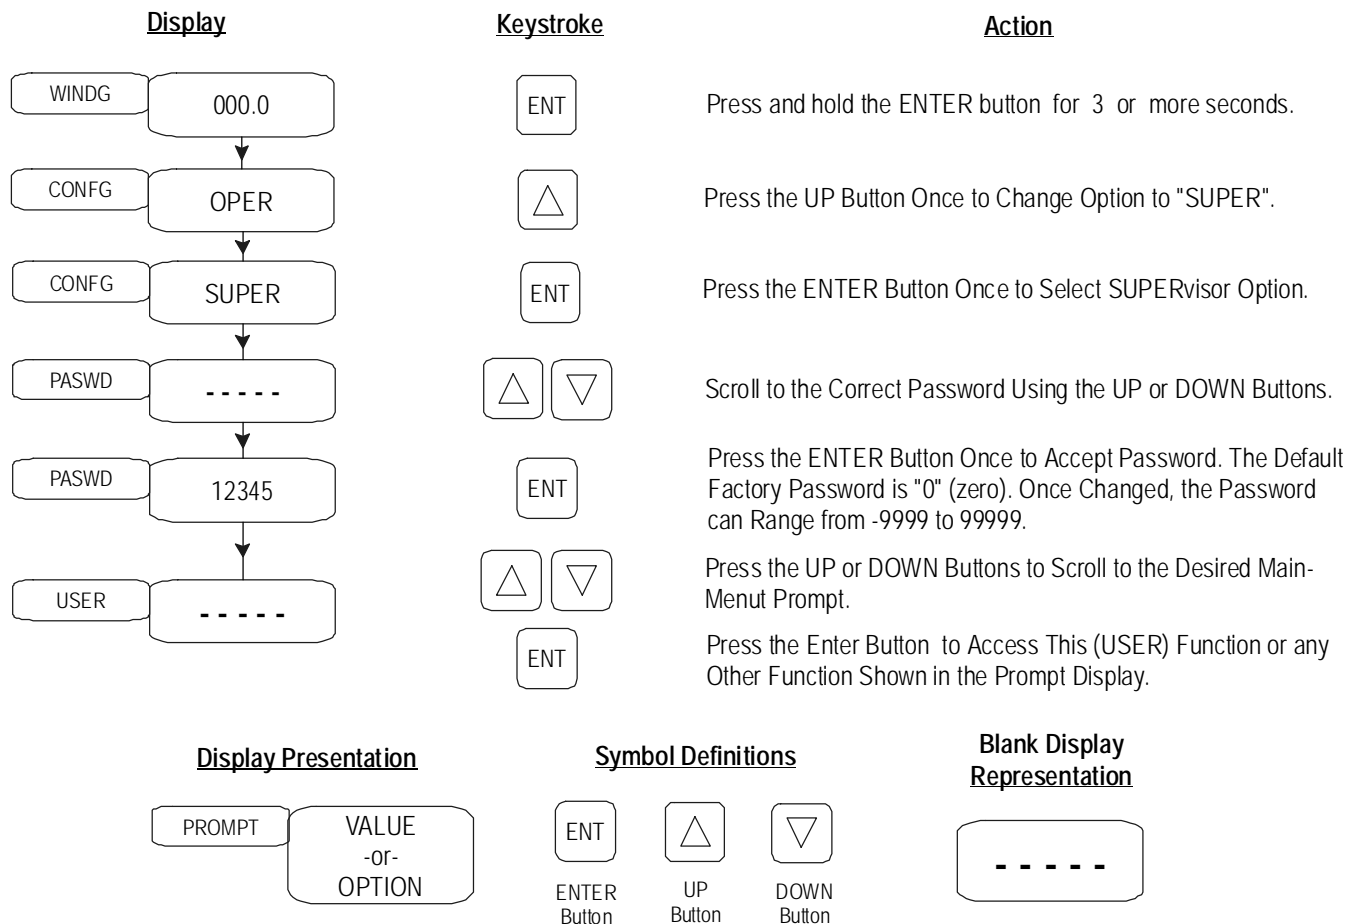 Display Keystroke Action
WINDG 000.0 ENT Press and hold the ENTER button for 3 or more seconds.
CONFG OPER Press the UP Button Once to Change Option to "SUPER".
CONFG SUPER ENT Press the ENTER Button Once to Select SUPERvisor Option.
PASWD - - - - - Scroll to the Correct Password Using the UP or DOWN Buttons.
PASWD 12345 ENT Press the ENTER Button Once to Accept Password. The Default
Factory Password is "0" (zero). Once Changed, the Password
can Range from -9999 to 99999.
USER - - - - - Press the UP or DOWN Buttons to Scroll to the Desired Main-
Menut Prompt.
ENT Press the Enter Button to Access This (USER) Function or any
Other Function Shown in the Prompt Display.
Display Presentation
PROMPT VALUE
-or-
OPTION
Symbol Definitions
ENT
ENTER
Button
UP
Button
DOWN
Button
Blank Display
Representation
- - - - -